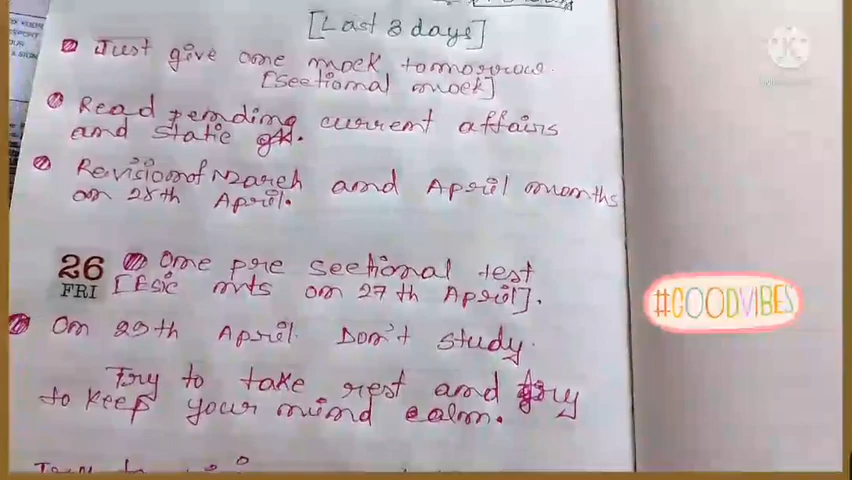 [Last 3 days]
Just give one mock tomorrow.
[Sectional mock]
Read pending current affairs
and static gk.
Revision of March and April months
on 28th April.
26 FRI
One pre sectional test
[Esic mts on 27th April].
On 29th April. Don't study.
Try to take rest and try
to keep your mind calm.
#GOODVIBES
K